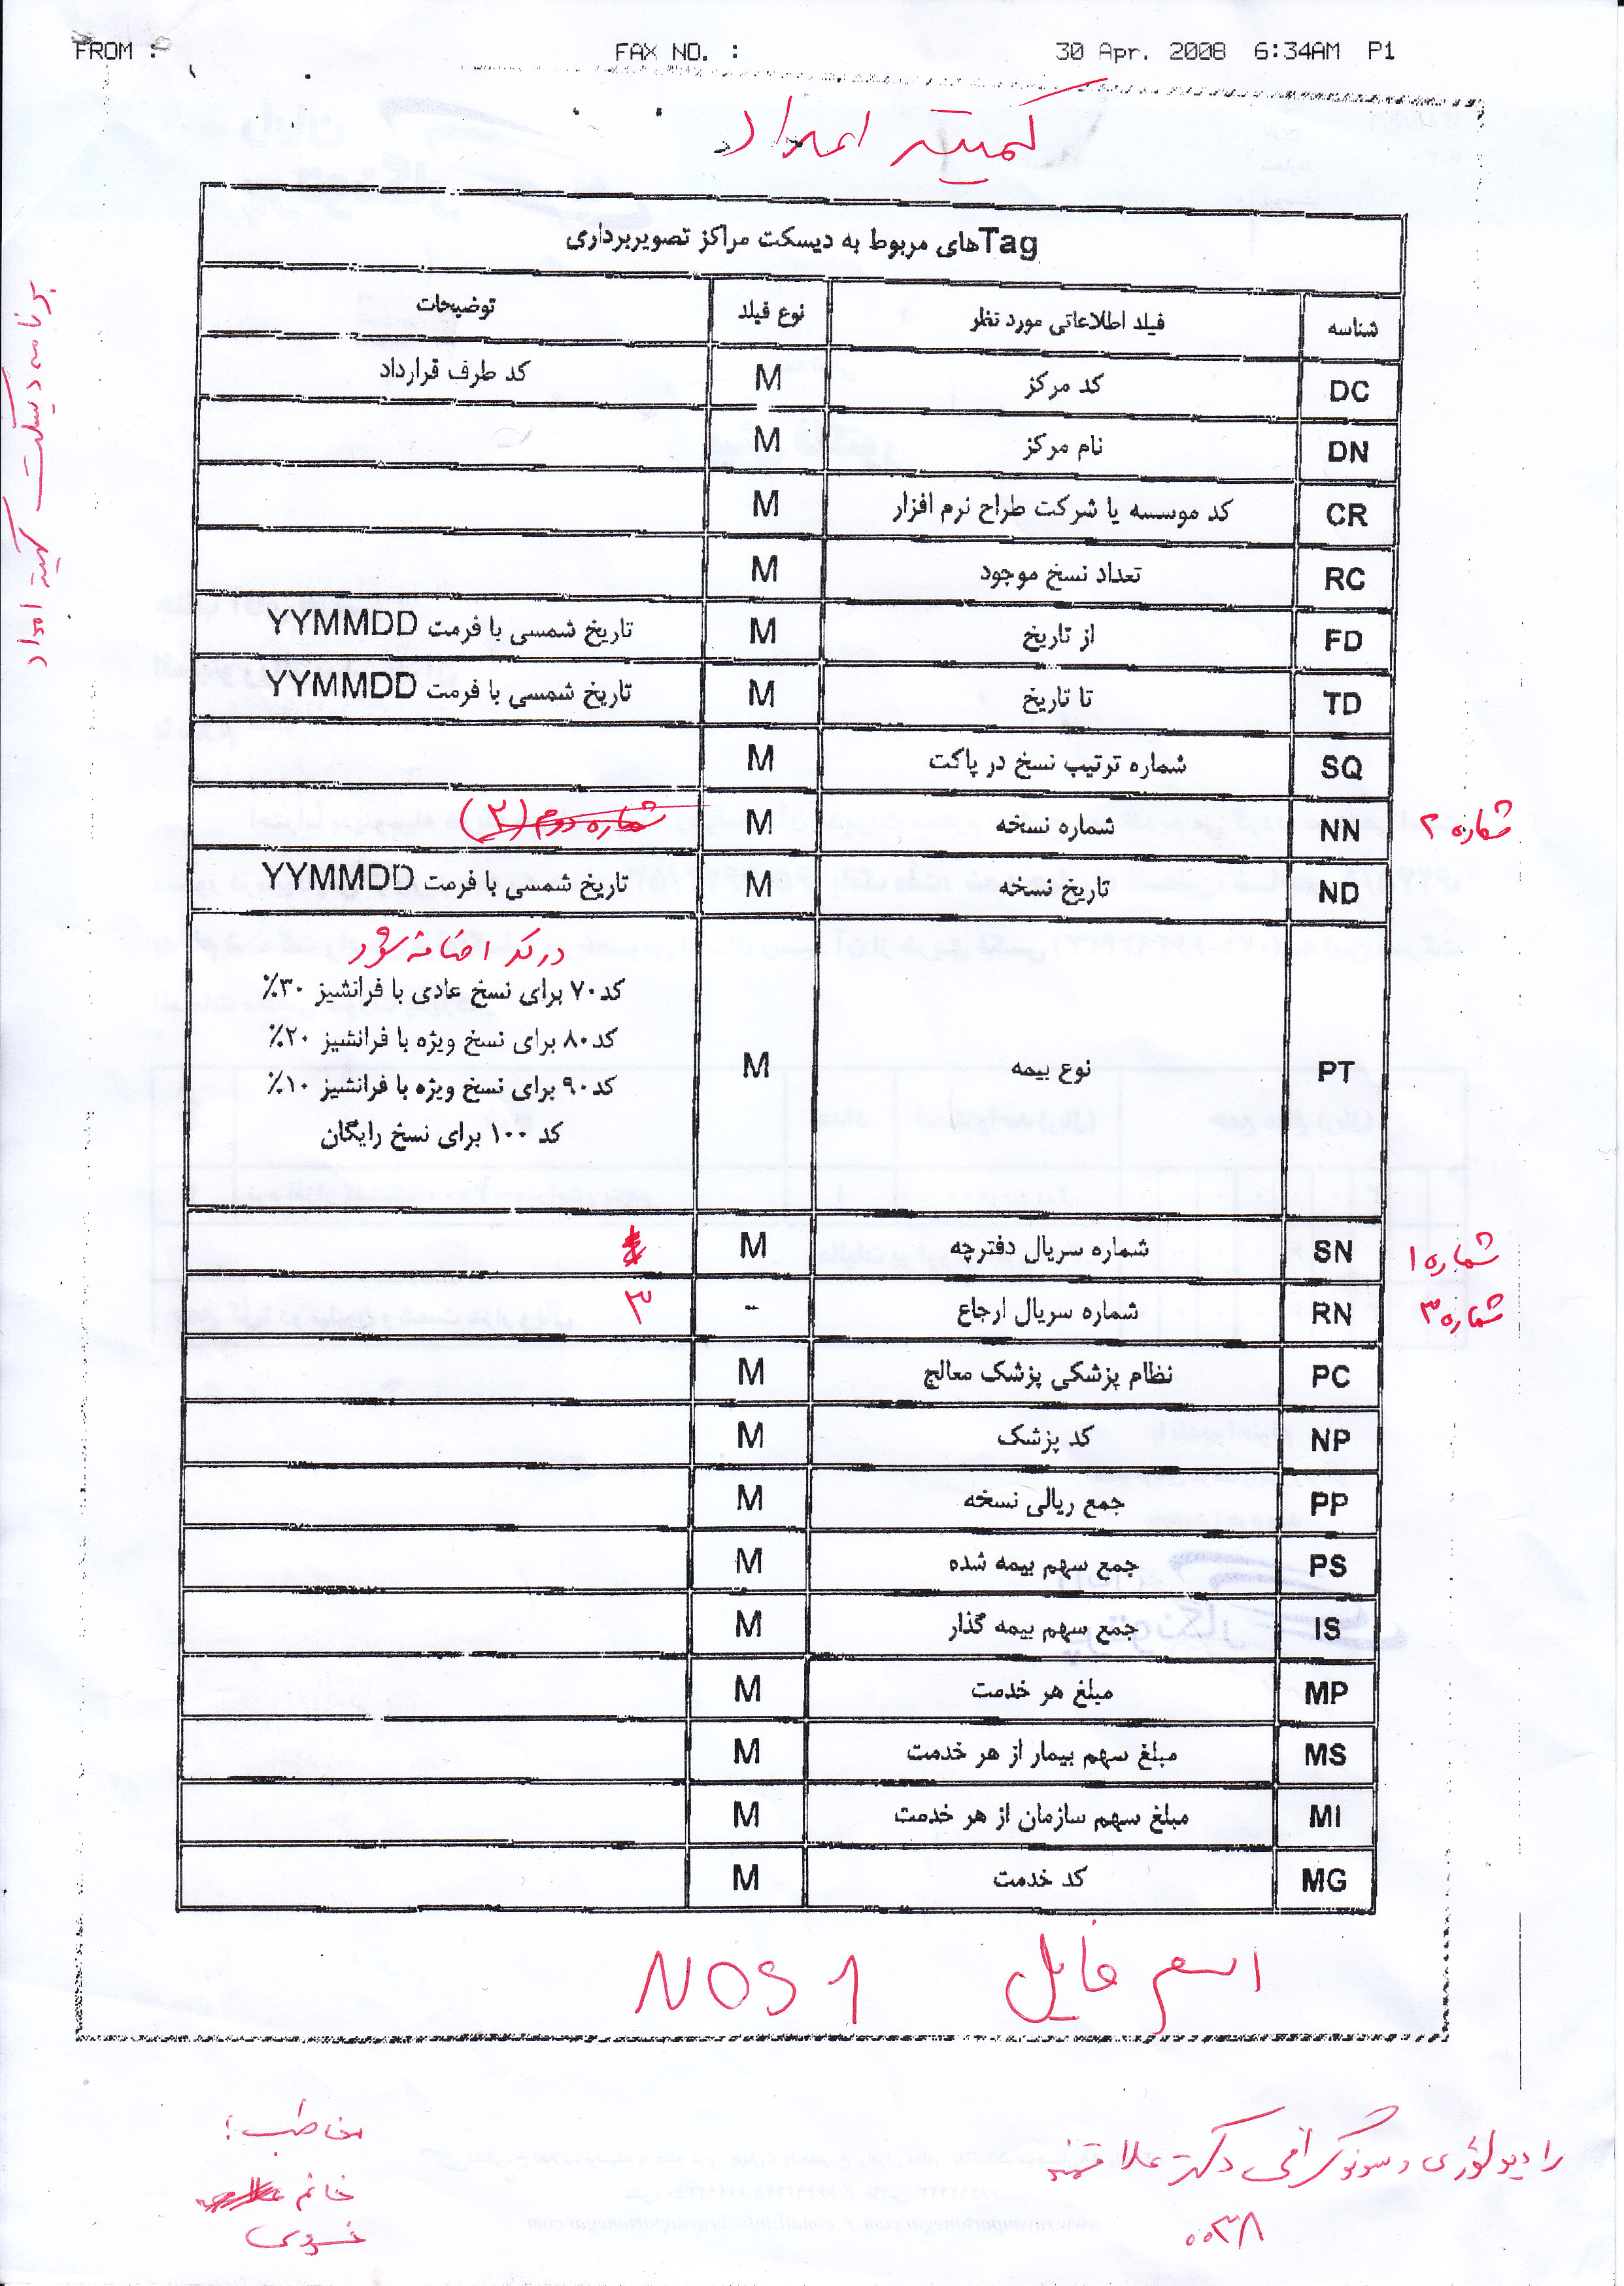 FROM :
FAX NO. :
30 Apr. 2008 6:34AM P1
کمیته امداد
برنامه دیسکت کمیته امداد
Tagهای مربوط به دیسکت مراکز تصویربرداری
شناسه فیلد اطلاعاتی مورد نظر نوع فیلد توضیحات
DC کد مرکز M کد طرف قرارداد
DN نام مرکز M
CR کد موسسه یا شرکت طراح نرم افزار M
RC تعداد نسخ موجود M
FD از تاریخ M تاریخ شمسی با فرمت YYMMDD
TD تا تاریخ M تاریخ شمسی با فرمت YYMMDD
SQ شماره ترتیب نسخ در پاکت M
شماره ۲ NN شماره نسخه M شماره دوم (۲)
ND تاریخ نسخه M تاریخ شمسی با فرمت YYMMDD
PT نوع بیمه M در کد اضافه شود
کد ۷۰ برای نسخ عادی با فرانشیز ۳۰%
کد ۸۰ برای نسخ ویژه با فرانشیز ۲۰%
کد ۹۰ برای نسخ ویژه با فرانشیز ۱۰%
کد ۱۰۰ برای نسخ رایگان
شماره ۱ SN شماره سریال دفترچه M
شماره ۳ RN شماره سریال ارجاع - ۳
PC نظام پزشکی پزشک معالج M
NP کد پزشک M
PP جمع ریالی نسخه M
PS جمع سهم بیمه شده M
IS جمع سهم بیمه گذار M
MP مبلغ هر خدمت M
MS مبلغ سهم بیمار از هر خدمت M
MI مبلغ سهم سازمان از هر خدمت M
MG کد خدمت M
اسم فایل NOS1
رادیولوژی و سونوگرافی دکتر علاقمند
۰۰۳۸
مخاطب:
خانم
خسروی